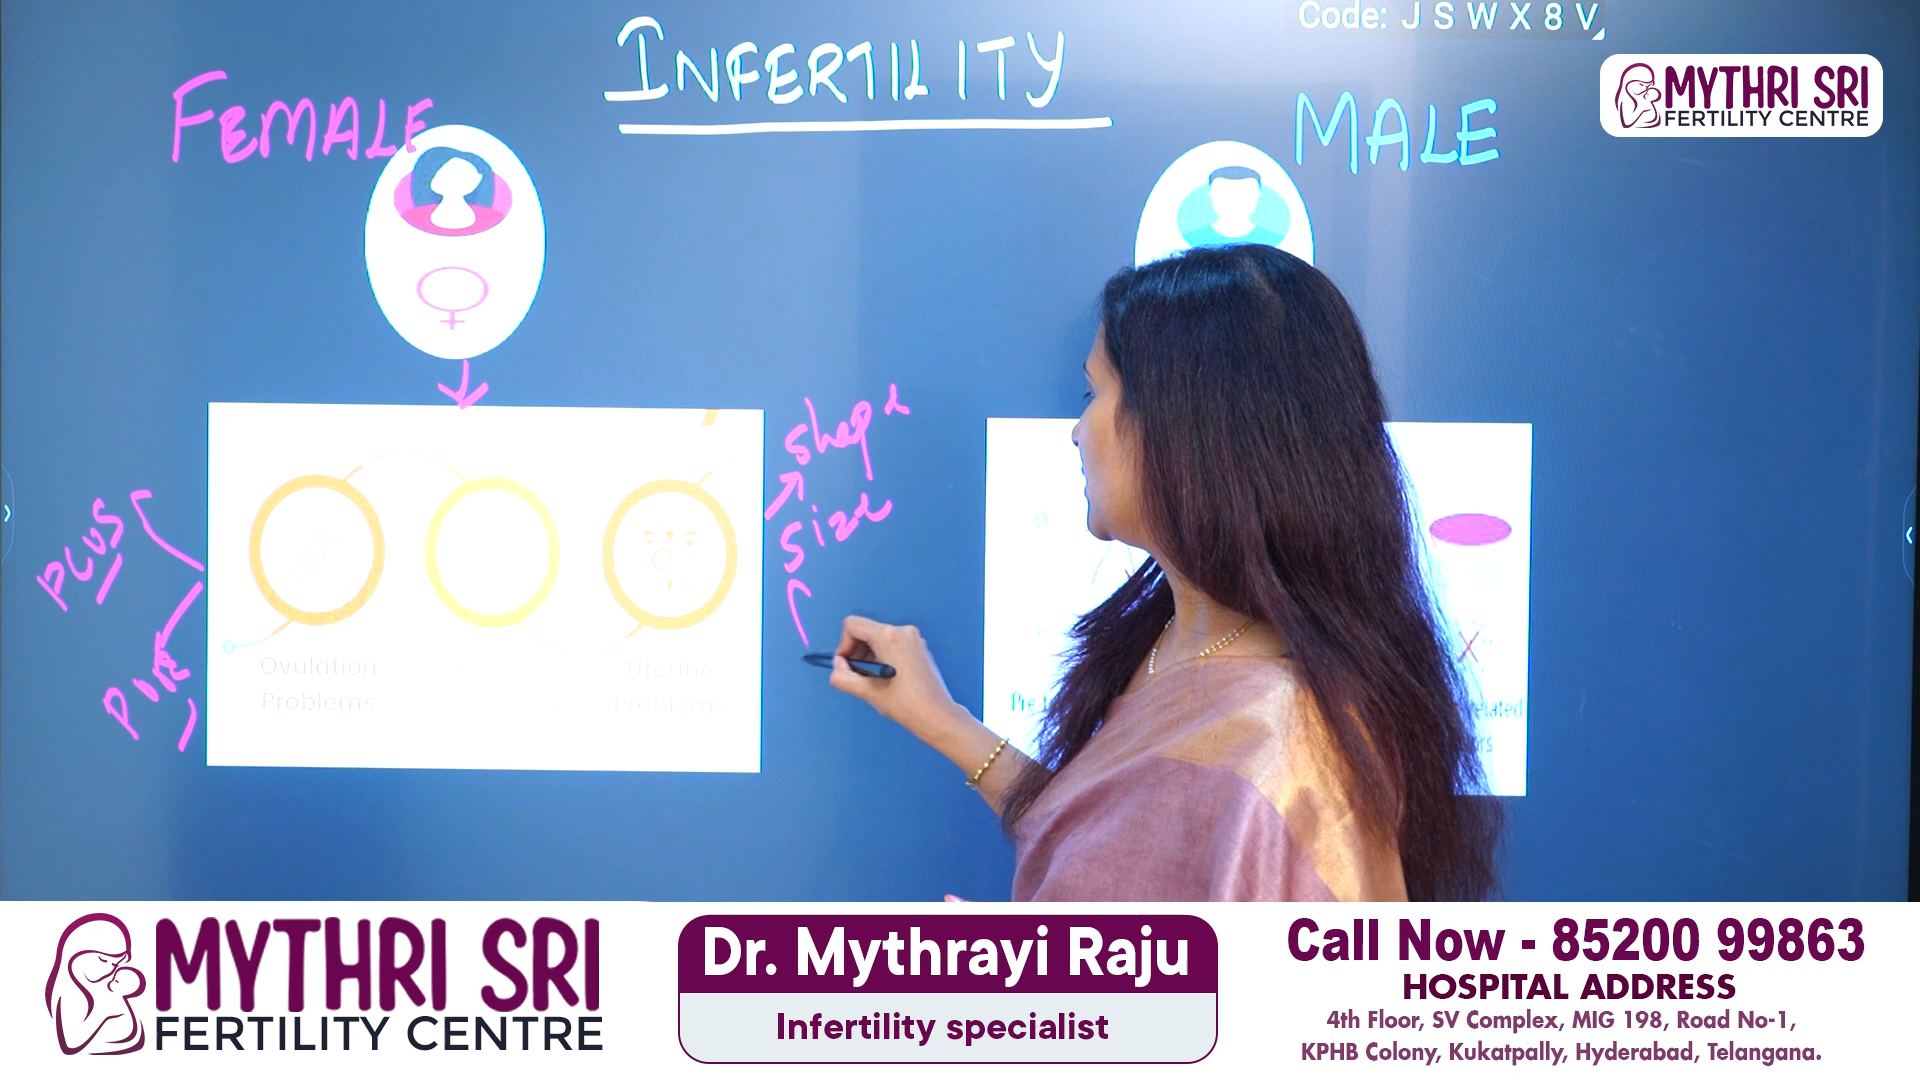 Code: J S W X 8 V
INFERTILITY
FEMALE
MALE
MYTHRI SRI
FERTILITY CENTRE
Shape
Size
Ovulation
Problems
Uterine
Problems
elated
MYTHRI SRI
FERTILITY CENTRE
Dr. Mythrayi Raju
Infertility specialist
Call Now - 85200 99863
HOSPITAL ADDRESS
4th Floor, SV Complex, MIG 198, Road No-1,
KPHB Colony, Kukatpally, Hyderabad, Telangana.